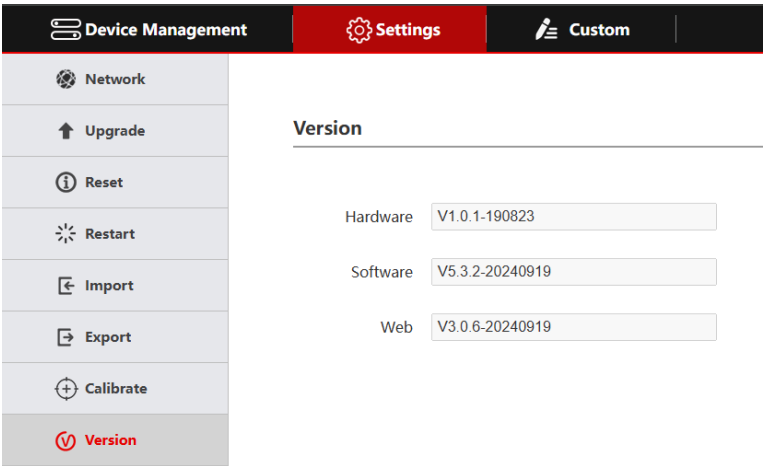 Device Management
Settings
Custom
Network
Upgrade
Reset
Restart
Import
Export
Calibrate
Version
Version
Hardware V1.0.1-190823
Software V5.3.2-20240919
Web V3.0.6-20240919